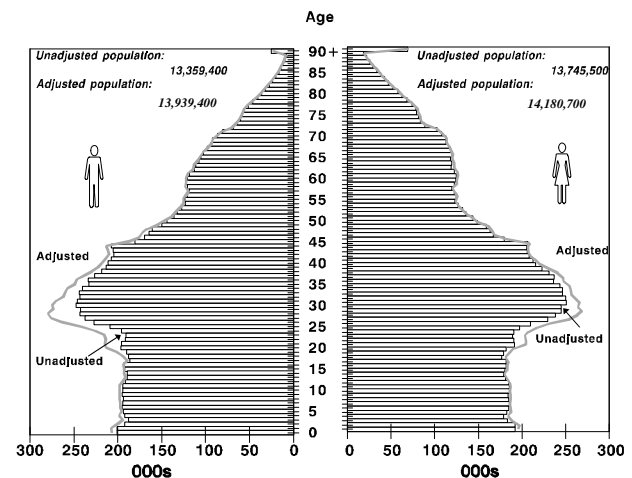 Age
Unadjusted population:
13,359,400
Adjusted population:
13,939,400
Unadjusted population:
13,745,500
Adjusted population:
14,180,700
90+
85
80
75
70
65
60
55
50
45
40
35
30
25
20
15
10
5
0
Adjusted
Unadjusted
Adjusted
Unadjusted
300 250 200 150 100 50 0
0 50 100 150 200 250 300
000s
000s